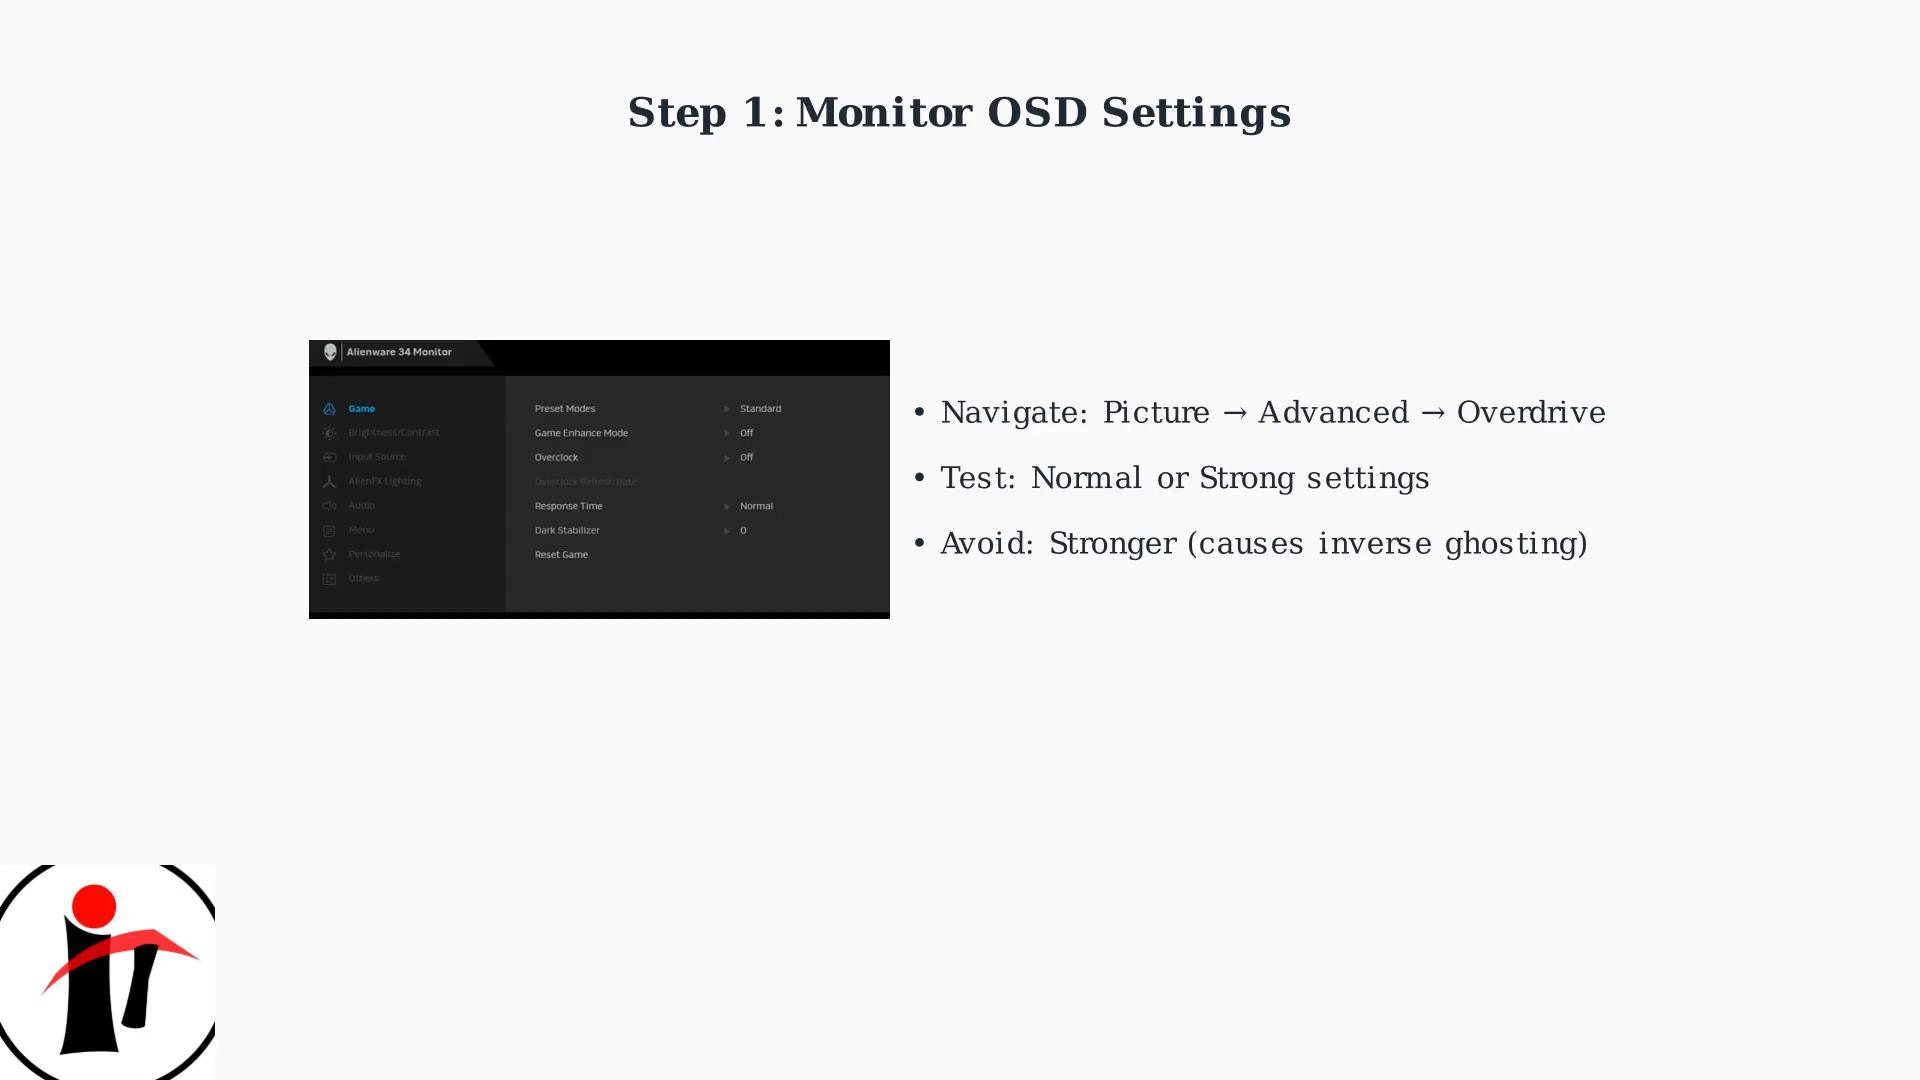 Step 1: Monitor OSD Settings
Alienware 34 Monitor
Game
Brightness/Contrast
Input Source
AlienFX Lighting
Audio
Menu
Personalize
Others
Preset Modes Standard
Game Enhance Mode Off
Overclock Off
Overclock Refresh Rate
Response Time Normal
Dark Stabilizer 0
Reset Game
• Navigate: Picture → Advanced → Overdrive
• Test: Normal or Strong settings
• Avoid: Stronger (causes inverse ghosting)